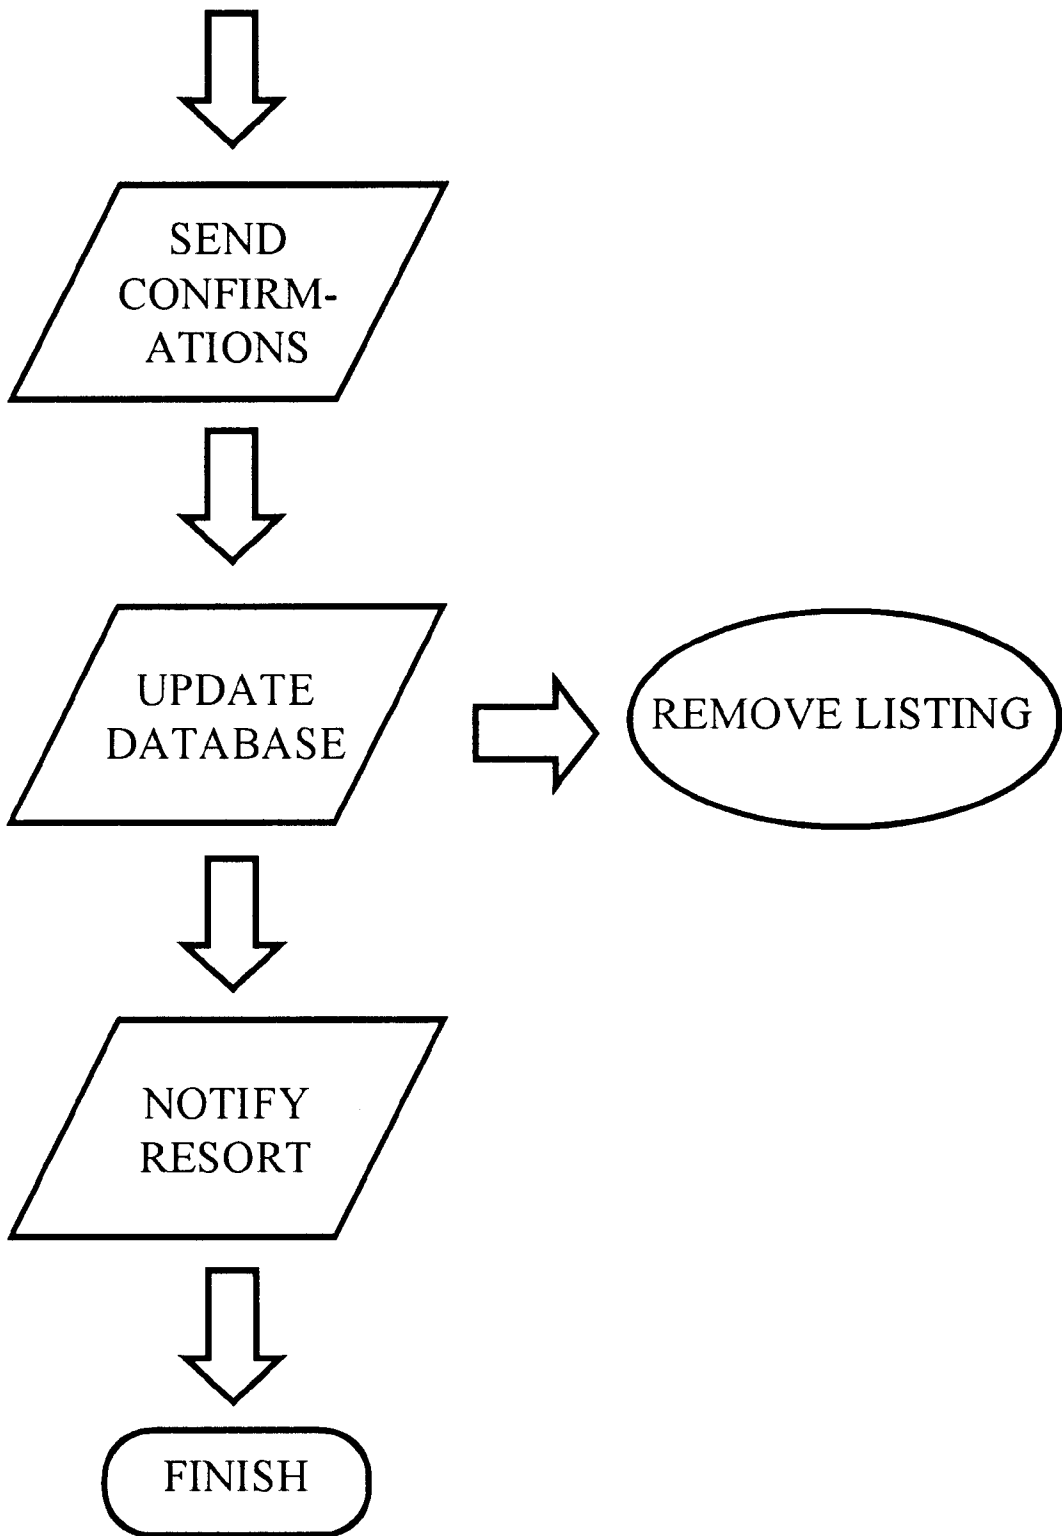 SEND
CONFIRM-
ATIONS
UPDATE
DATABASE
REMOVE LISTING
NOTIFY
RESORT
FINISH